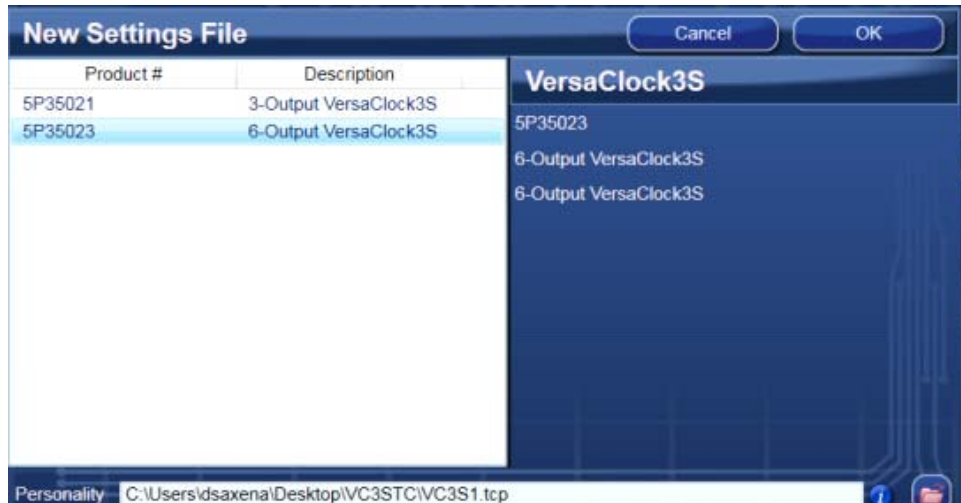 New Settings File
Cancel
OK
Product # Description
5P35021 3-Output VersaClock3S
5P35023 6-Output VersaClock3S
VersaClock3S
5P35023
6-Output VersaClock3S
6-Output VersaClock3S
Personality C:\Users\dsaxena\Desktop\VC3STC\VC3S1.tcp
i